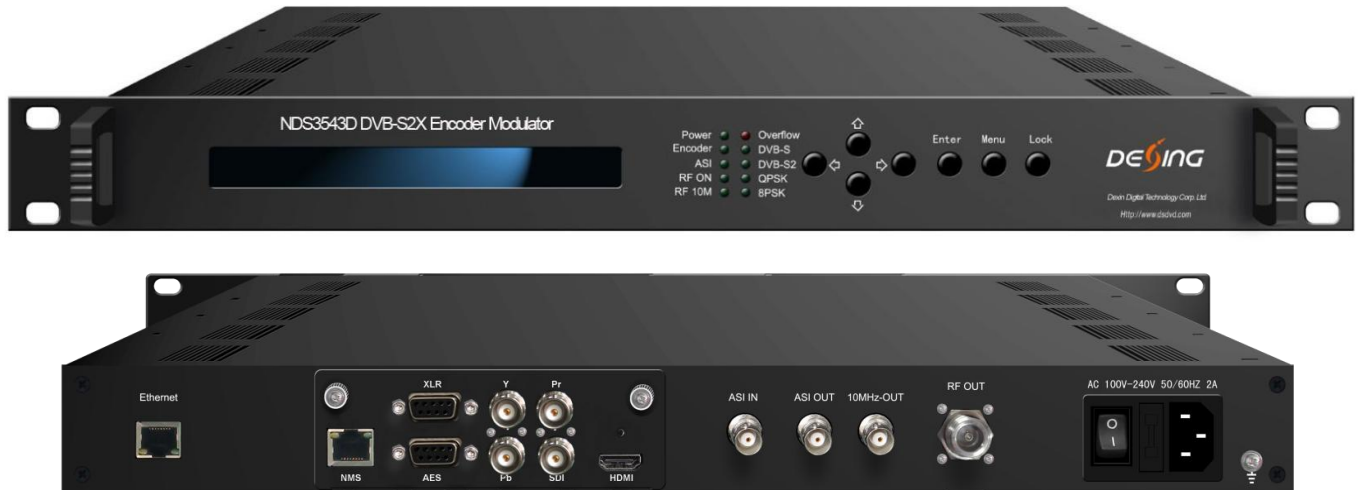 NDS3543D DVB-S2X Encoder Modulator
Power Overflow
Encoder DVB-S
ASI DVB-S2
RF ON QPSK
RF 10M 8PSK
Enter Menu Lock
DESING
Dexin Digital Technology Corp. Ltd
Http://www.dsdvd.com
Ethernet
XLR Y Pr
NMS AES Pb SDI HDMI
ASI IN ASI OUT 10MHz-OUT
RF OUT
AC 100V-240V 50/60HZ 2A